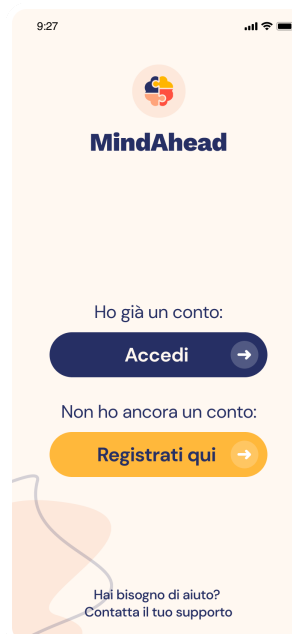 9:27
MindAhead
Ho già un conto:
Accedi
Non ho ancora un conto:
Registrati qui
Hai bisogno di aiuto?
Contatta il tuo supporto